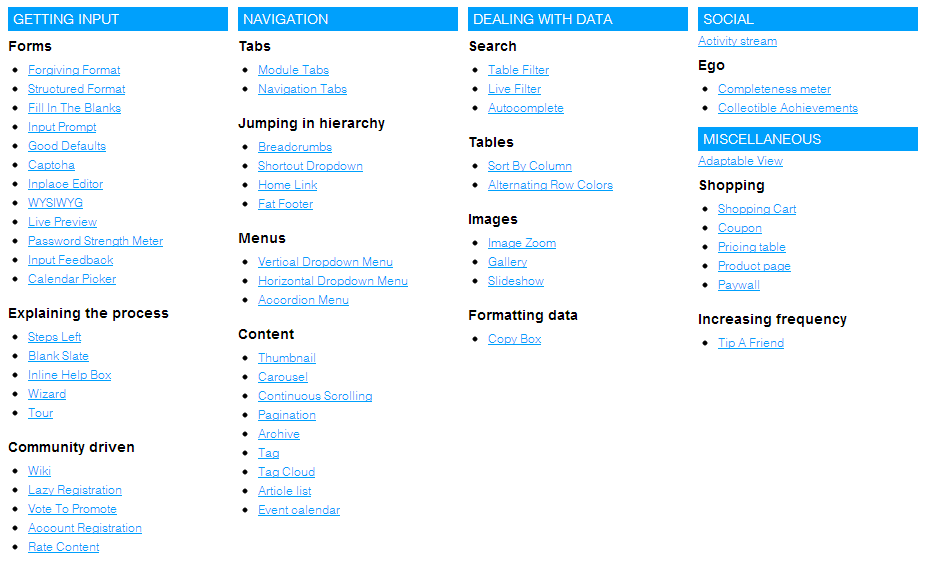 GETTING INPUT
Forms
Forgiving Format
Structured Format
Fill In The Blanks
Input Prompt
Good Defaults
Captcha
Inplace Editor
WYSIWYG
Live Preview
Password Strength Meter
Input Feedback
Calendar Picker
Explaining the process
Steps Left
Blank Slate
Inline Help Box
Wizard
Tour
Community driven
Wiki
Lazy Registration
Vote To Promote
Account Registration
Rate Content
NAVIGATION
Tabs
Module Tabs
Navigation Tabs
Jumping in hierarchy
Breadcrumbs
Shortcut Dropdown
Home Link
Fat Footer
Menus
Vertical Dropdown Menu
Horizontal Dropdown Menu
Accordion Menu
Content
Thumbnail
Carousel
Continuous Scrolling
Pagination
Archive
Tag
Tag Cloud
Article list
Event calendar
DEALING WITH DATA
Search
Table Filter
Live Filter
Autocomplete
Tables
Sort By Column
Alternating Row Colors
Images
Image Zoom
Gallery
Slideshow
Formatting data
Copy Box
SOCIAL
Activity stream
Ego
Completeness meter
Collectible Achievements
MISCELLANEOUS
Adaptable View
Shopping
Shopping Cart
Coupon
Pricing table
Product page
Paywall
Increasing frequency
Tip A Friend